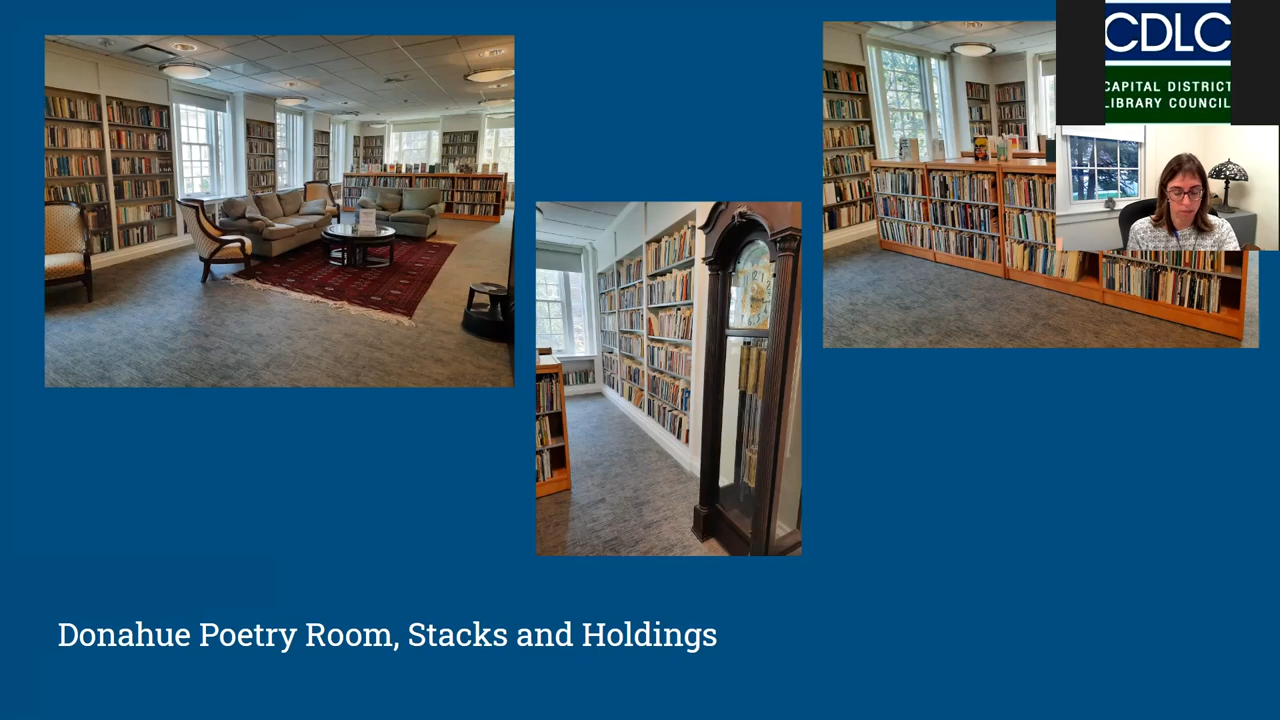 CDLC
CAPITAL DISTRICT
LIBRARY COUNCIL
Donahue Poetry Room, Stacks and Holdings